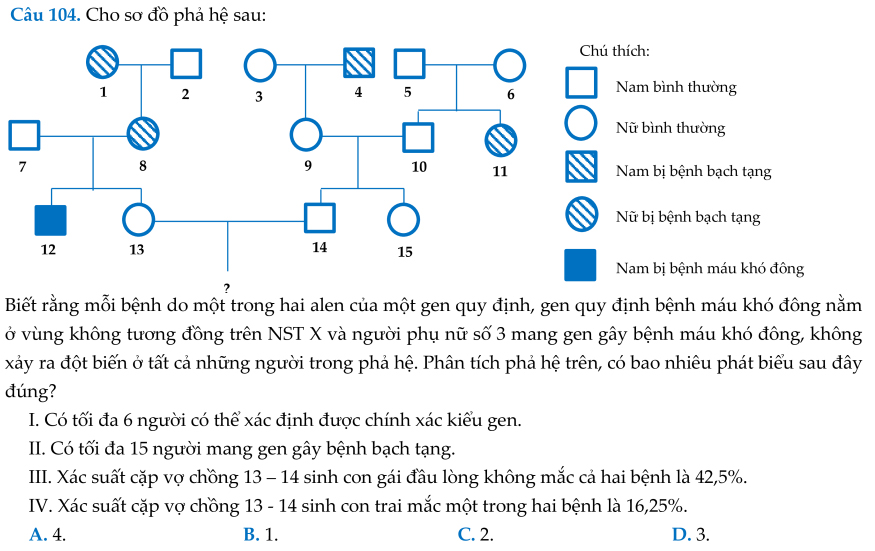 Câu 104. Cho sơ đồ phả hệ sau:
Chú thích:
1
2
3
4
5
6
Nam bình thường
Nữ bình thường
7
8
9
10
11
Nam bị bệnh bạch tạng
Nữ bị bệnh bạch tạng
12
13
14
15
Nam bị bệnh máu khó đông
?
Biết rằng mỗi bệnh do một trong hai alen của một gen quy định, gen quy định bệnh máu khó đông nằm
ở vùng không tương đồng trên NST X và người phụ nữ số 3 mang gen gây bệnh máu khó đông, không
xảy ra đột biến ở tất cả những người trong phả hệ. Phân tích phả hệ trên, có bao nhiêu phát biểu sau đây
đúng?
I. Có tối đa 6 người có thể xác định được chính xác kiểu gen.
II. Có tối đa 15 người mang gen gây bệnh bạch tạng.
III. Xác suất cặp vợ chồng 13 – 14 sinh con gái đầu lòng không mắc cả hai bệnh là 42,5%.
IV. Xác suất cặp vợ chồng 13 - 14 sinh con trai mắc một trong hai bệnh là 16,25%.
A. 4. B. 1. C. 2. D. 3.